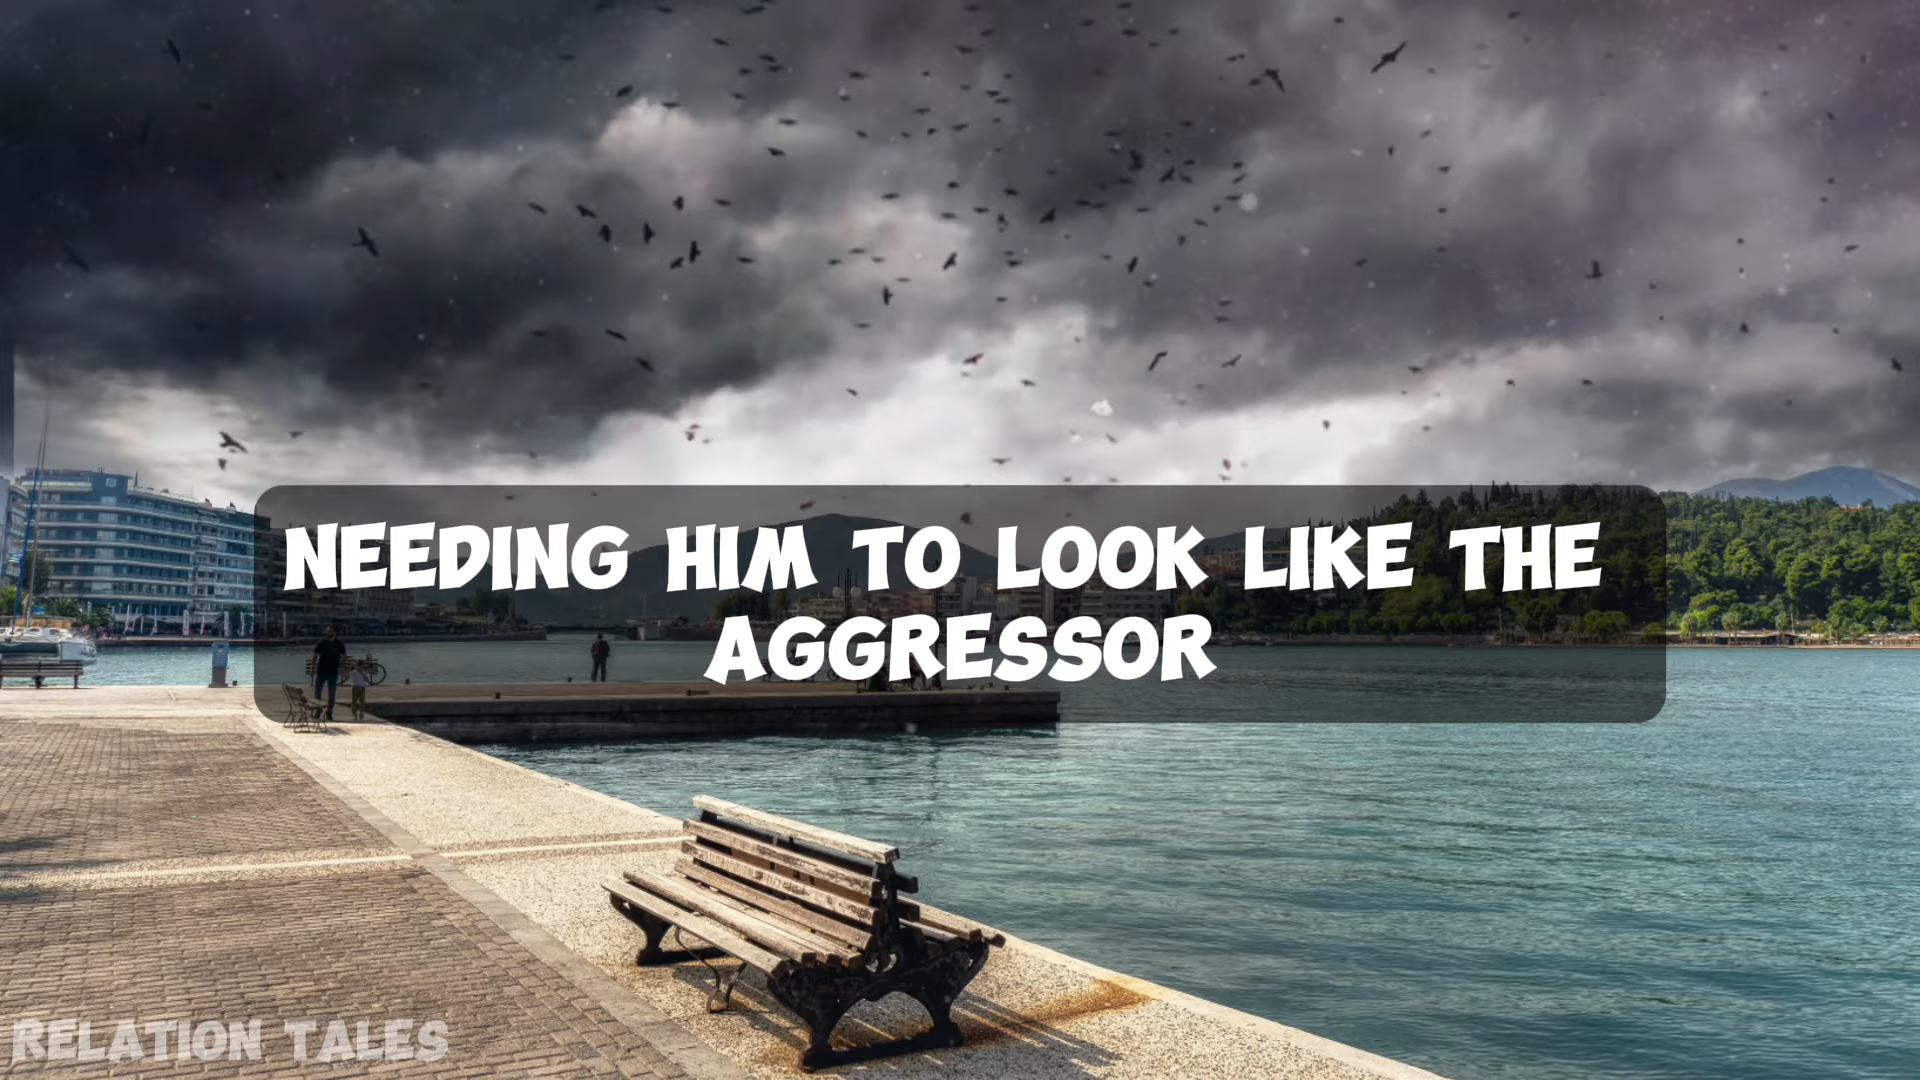 NEEDING HIM TO LOOK LIKE THE
AGGRESSOR
RELATION TALES